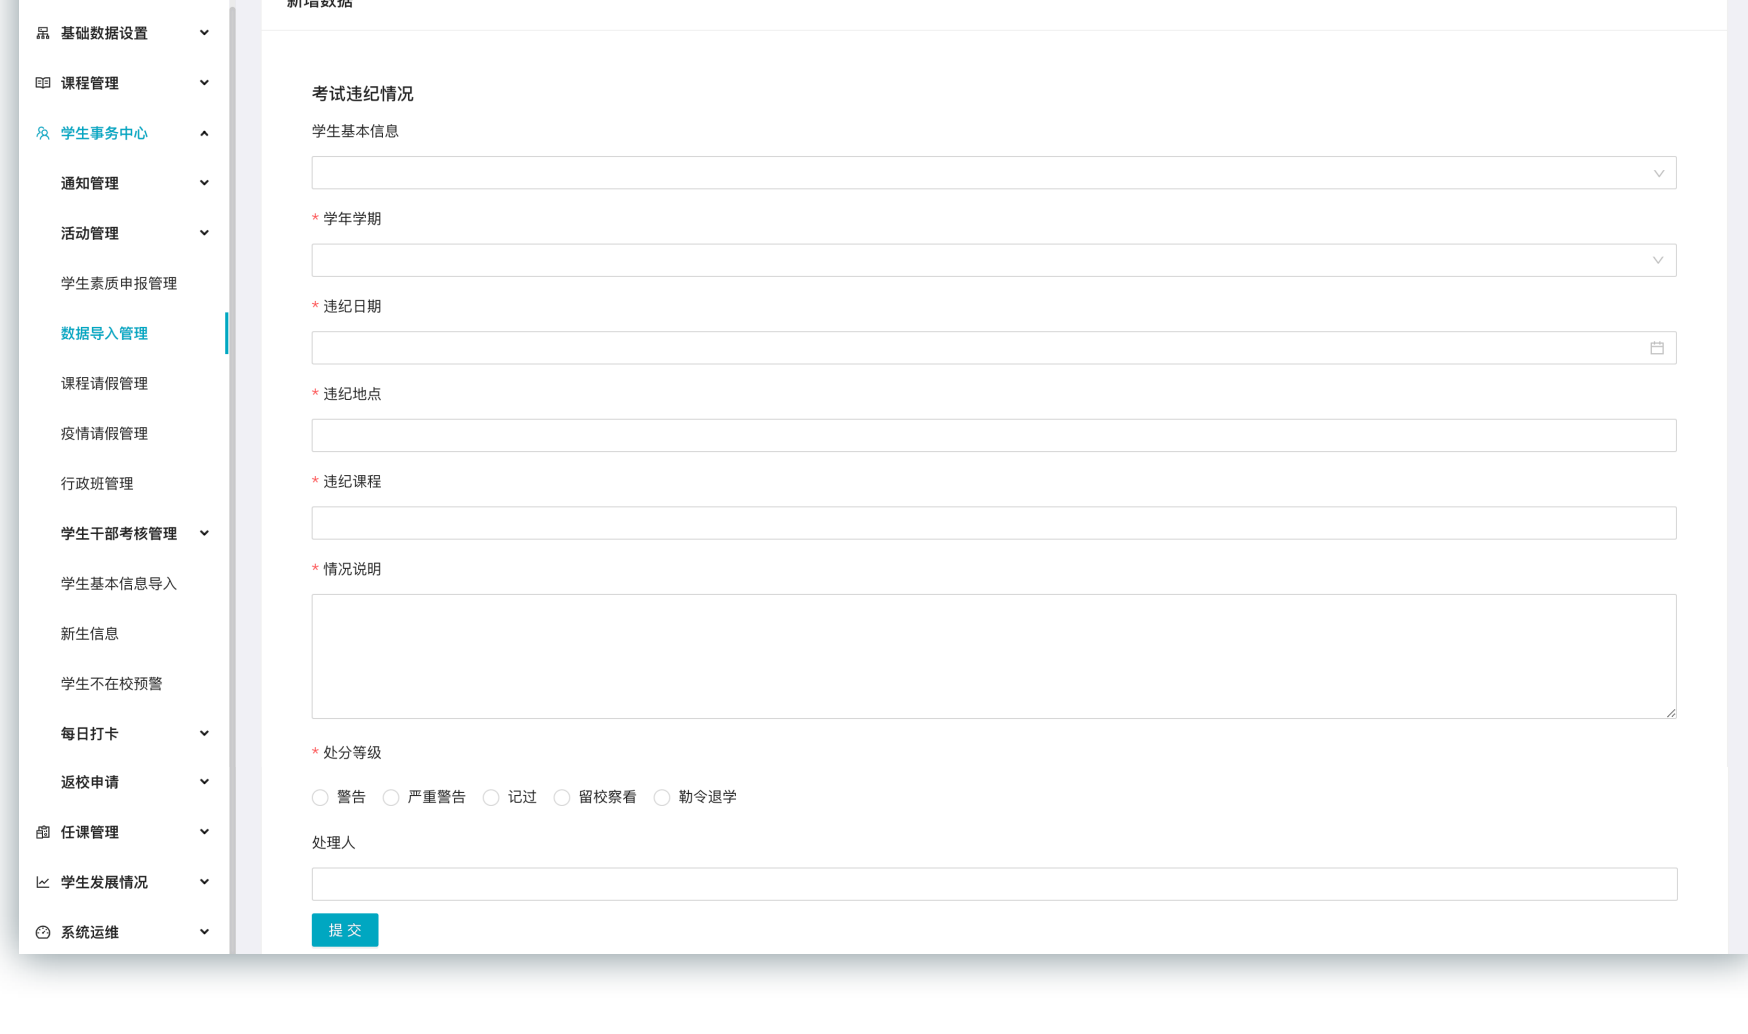 基础数据设置
课程管理
学生事务中心
通知管理
活动管理
学生素质申报管理
数据导入管理
课程请假管理
疫情请假管理
行政班管理
学生干部考核管理
学生基本信息导入
新生信息
学生不在校预警
每日打卡
返校申请
任课管理
学生发展情况
系统运维
新增数据
考试违纪情况
学生基本信息
* 学年学期
* 违纪日期
* 违纪地点
* 违纪课程
* 情况说明
* 处分等级
警告 严重警告 记过 留校察看 勒令退学
处理人
提 交